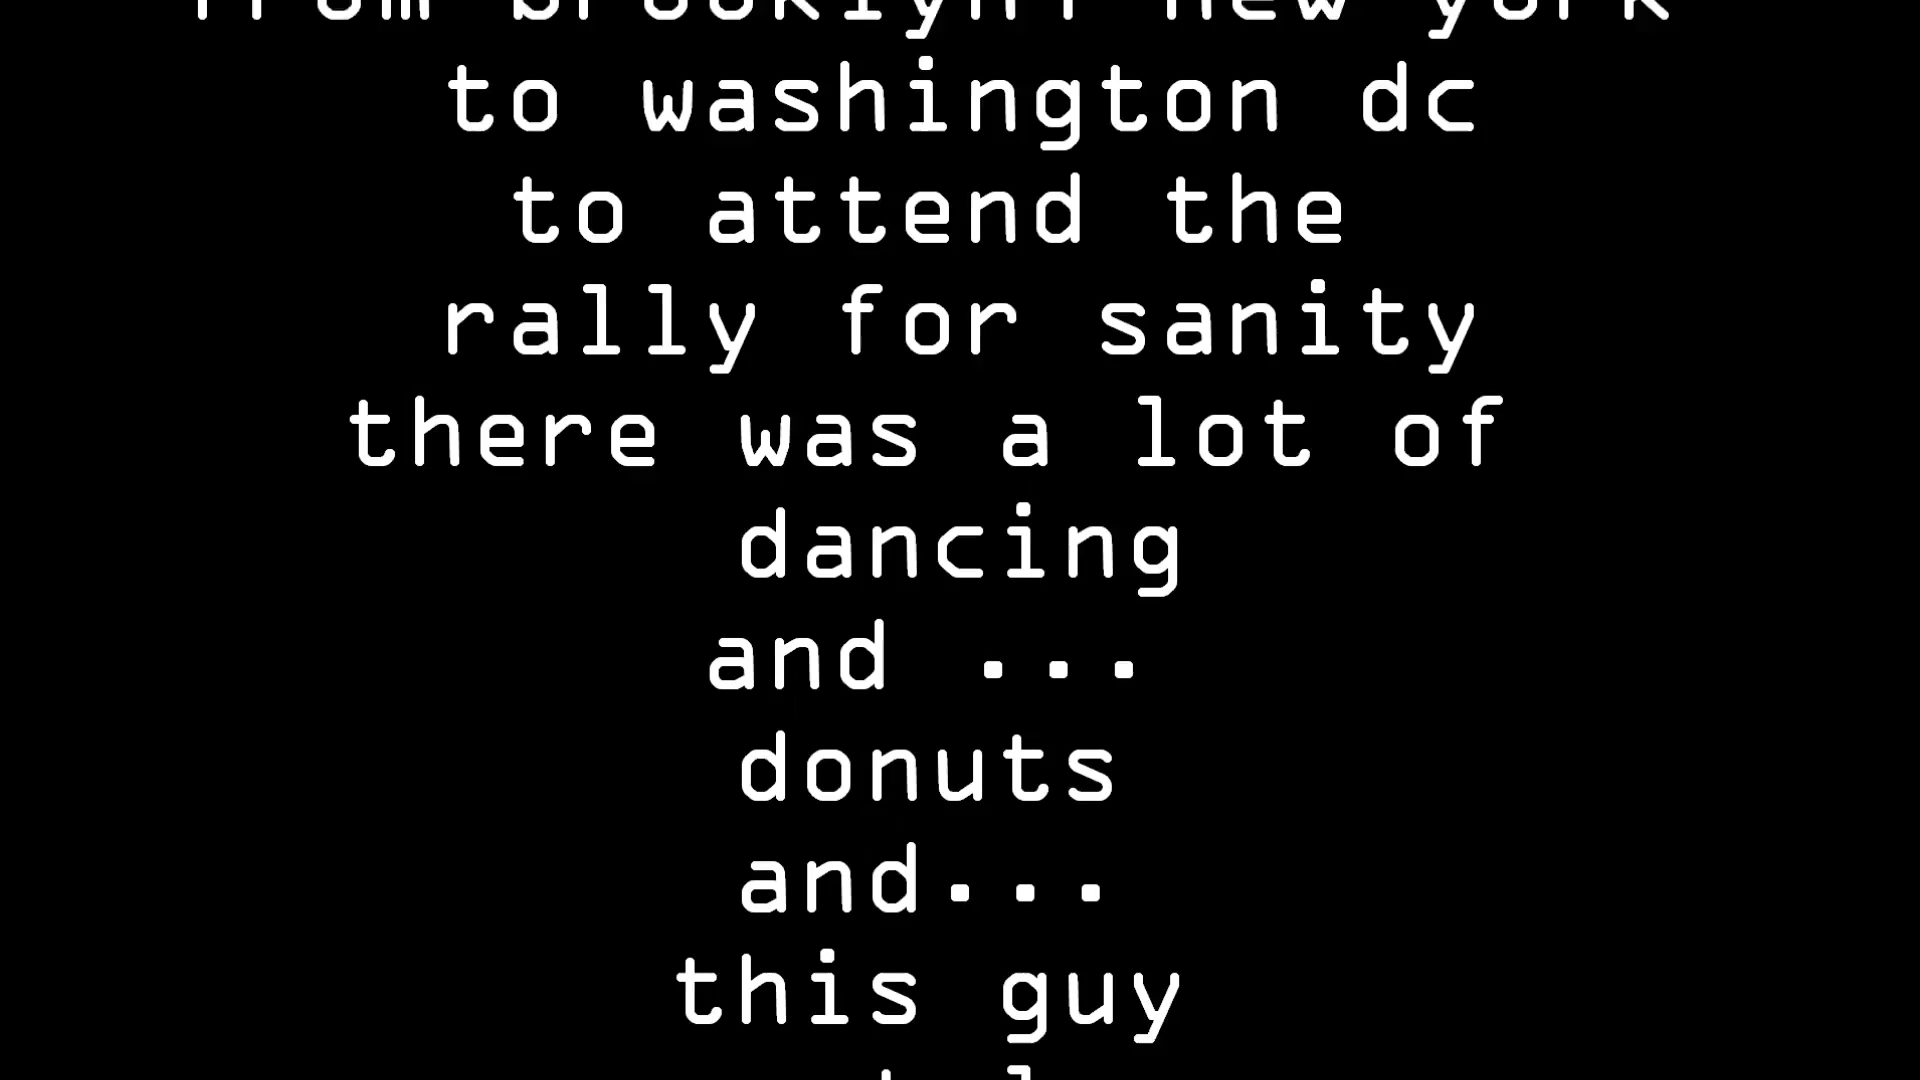 from brooklyn, new york
to washington dc
to attend the
rally for sanity
there was a lot of
dancing
and ...
donuts
and...
this guy